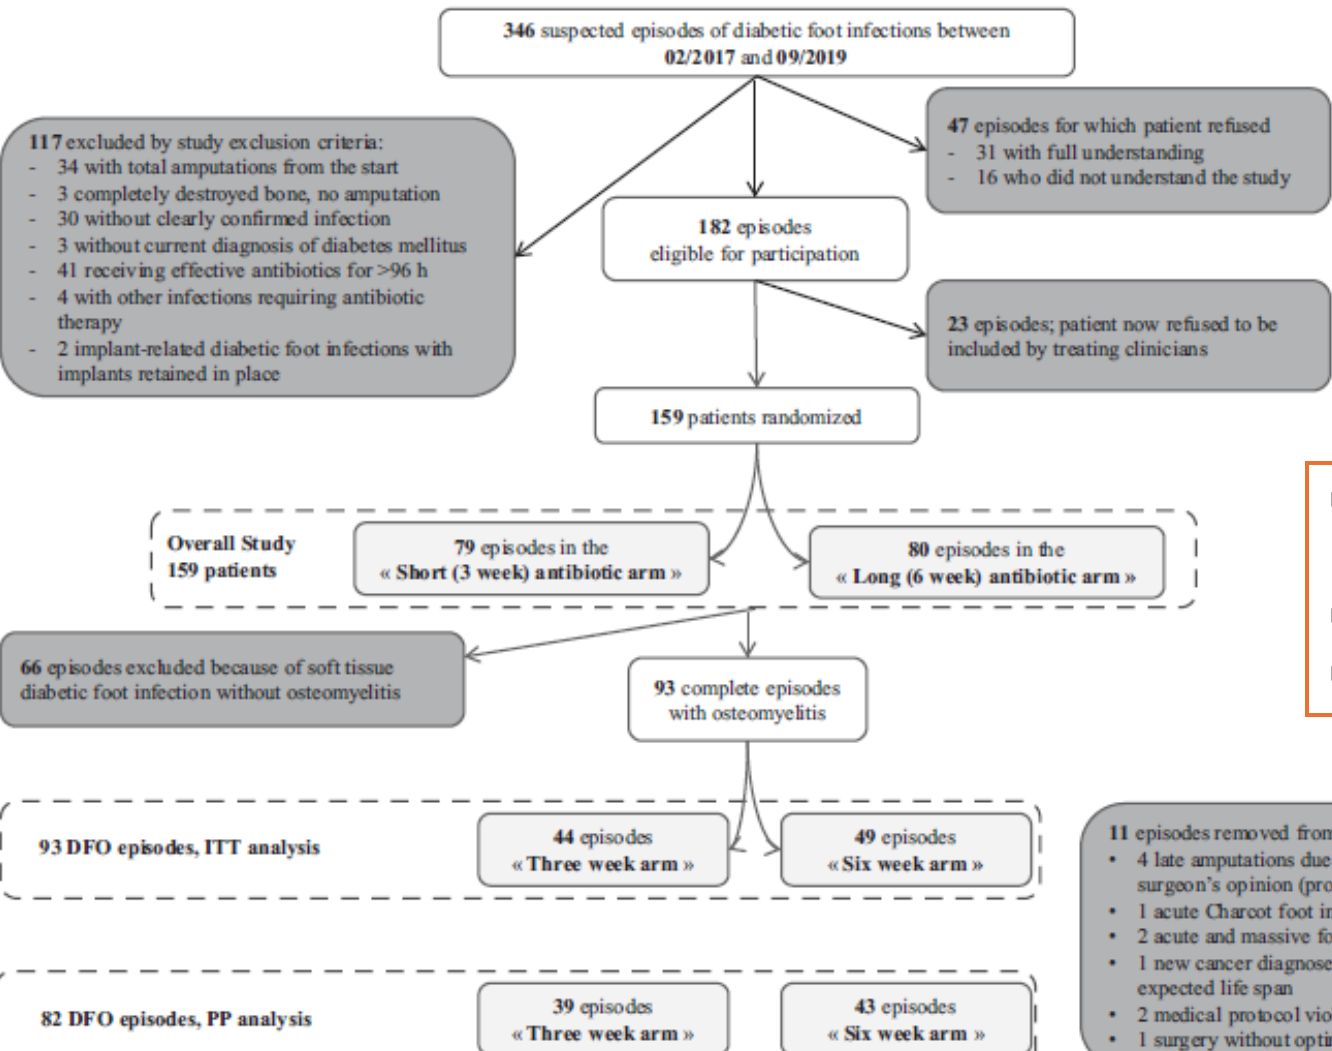 346 suspected episodes of diabetic foot infections between
02/2017 and 09/2019
117 excluded by study exclusion criteria:
- 34 with total amputations from the start
- 3 completely destroyed bone, no amputation
- 30 without clearly confirmed infection
- 3 without current diagnosis of diabetes mellitus
- 41 receiving effective antibiotics for >96 h
- 4 with other infections requiring antibiotic
therapy
- 2 implant-related diabetic foot infections with
implants retained in place
47 episodes for which patient refused
- 31 with full understanding
- 16 who did not understand the study
182 episodes
eligible for participation
23 episodes; patient now refused to be
included by treating clinicians
159 patients randomized
Overall Study
159 patients
79 episodes in the
« Short (3 week) antibiotic arm »
80 episodes in the
« Long (6 week) antibiotic arm »
66 episodes excluded because of soft tissue
diabetic foot infection without osteomyelitis
93 complete episodes
with osteomyelitis
93 DFO episodes, ITT analysis
44 episodes
« Three week arm »
49 episodes
« Six week arm »
11 episodes removed from
• 4 late amputations due
surgeon's opinion (pro
• 1 acute Charcot foot in
• 2 acute and massive fo
• 1 new cancer diagnose
expected life span
• 2 medical protocol vio
• 1 surgery without optin
82 DFO episodes, PP analysis
39 episodes
« Three week arm »
43 episodes
« Six week arm »